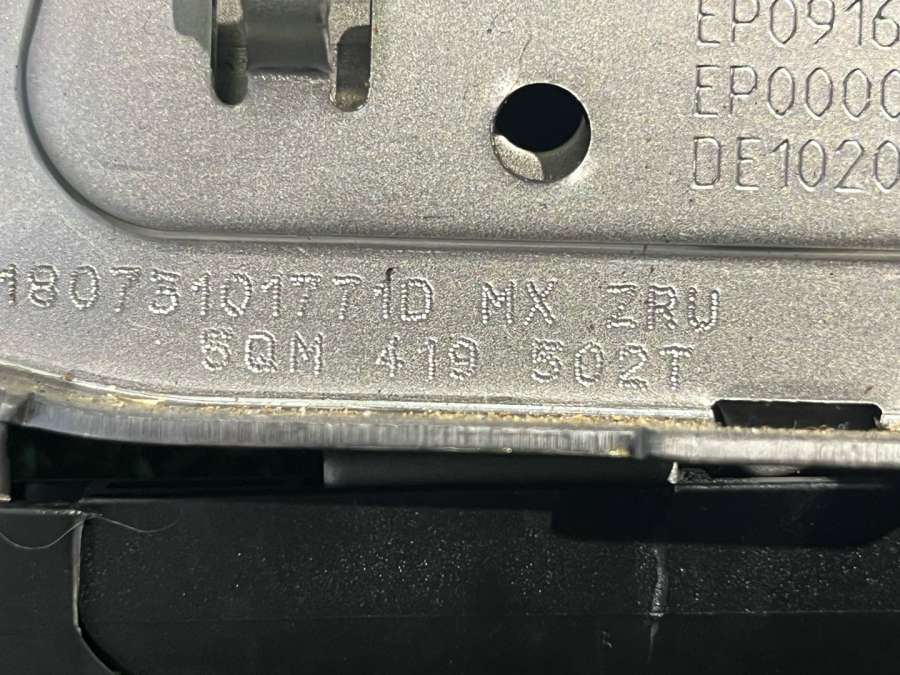 EP0916
EP0000
DE1020
18073101771D MX ZRU
5QM 419 502T